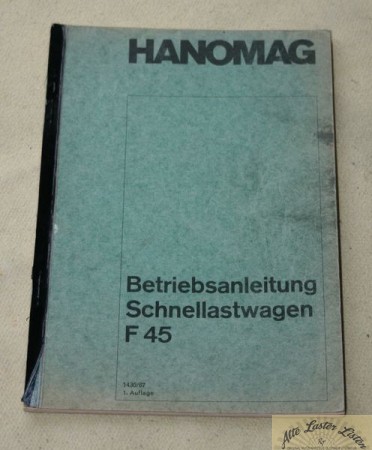 HANOMAG
Betriebsanleitung
Schnellastwagen
F 45
1. Auflage
Alte Laster Listen